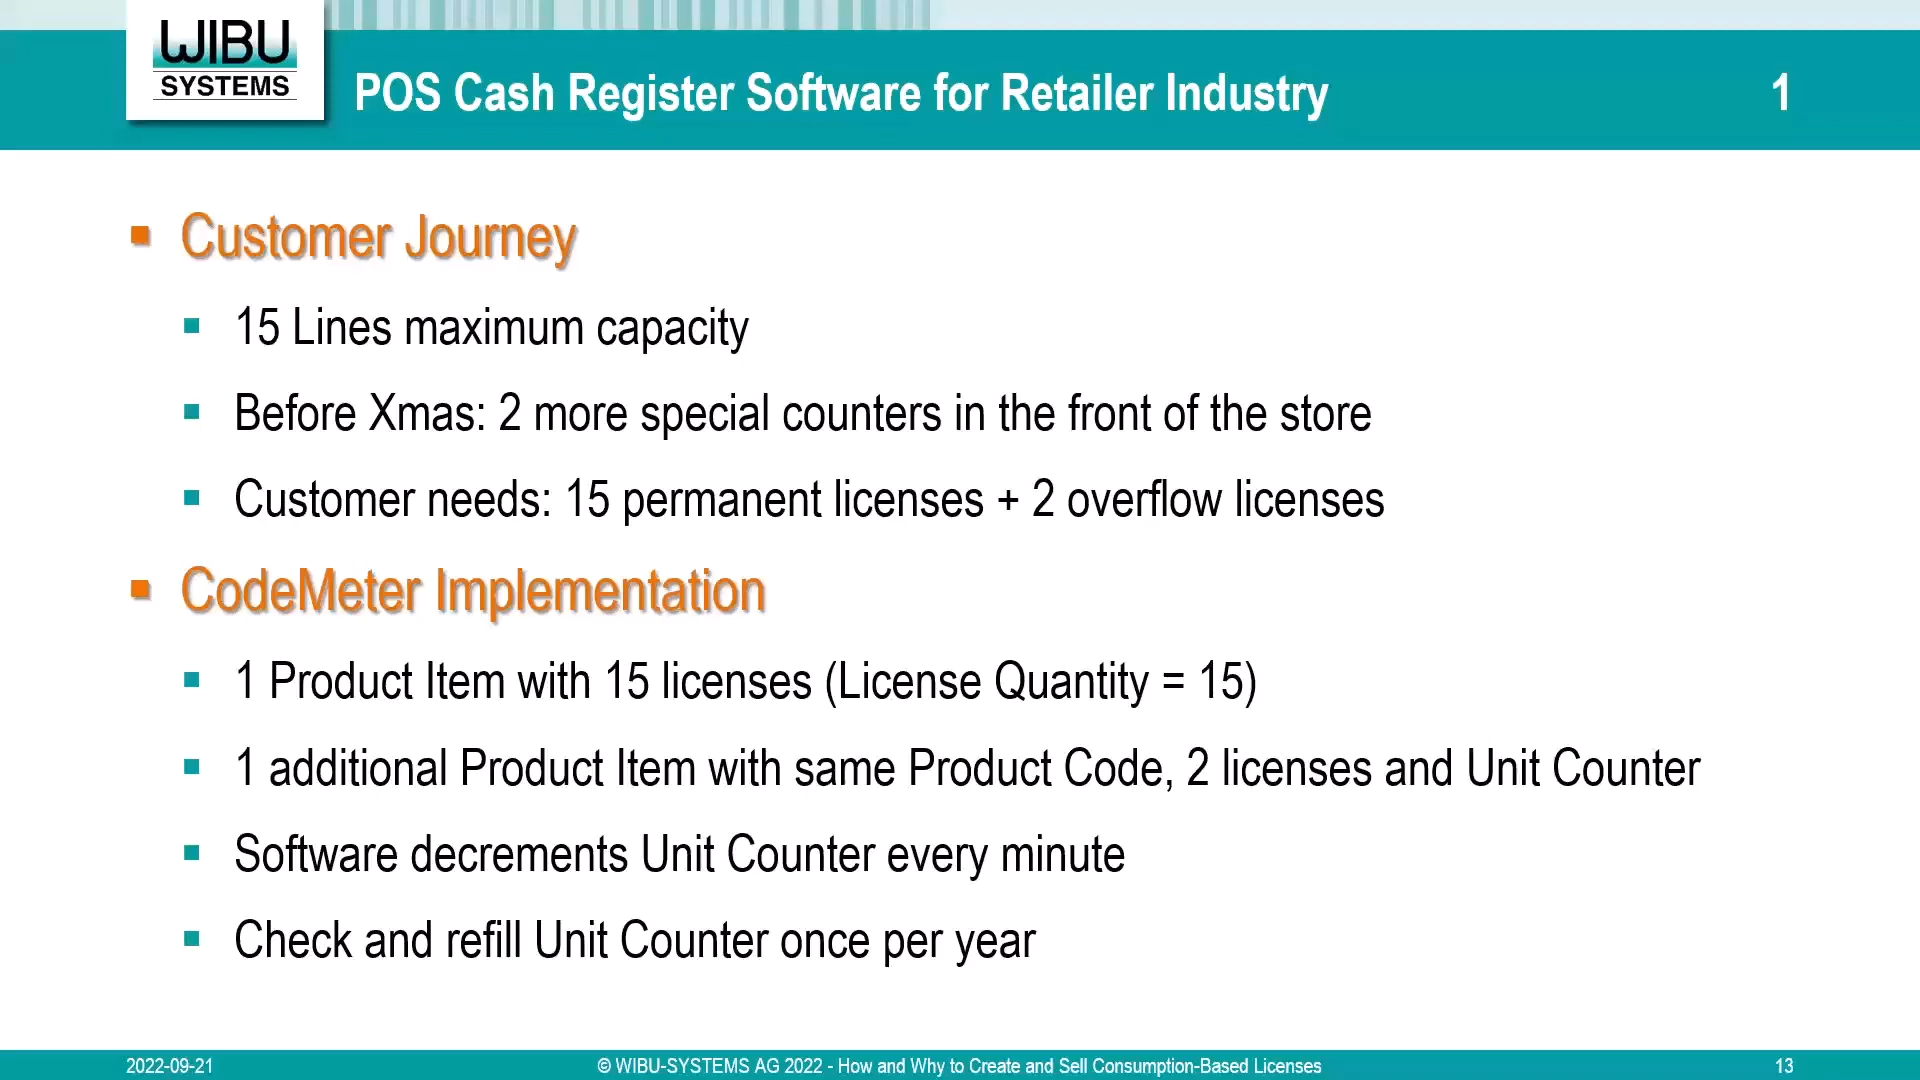 WIBU
SYSTEMS
POS Cash Register Software for Retailer Industry
1
Customer Journey
15 Lines maximum capacity
Before Xmas: 2 more special counters in the front of the store
Customer needs: 15 permanent licenses + 2 overflow licenses
CodeMeter Implementation
1 Product Item with 15 licenses (License Quantity = 15)
1 additional Product Item with same Product Code, 2 licenses and Unit Counter
Software decrements Unit Counter every minute
Check and refill Unit Counter once per year
2022-09-21
© WIBU-SYSTEMS AG 2022 - How and Why to Create and Sell Consumption-Based Licenses
13